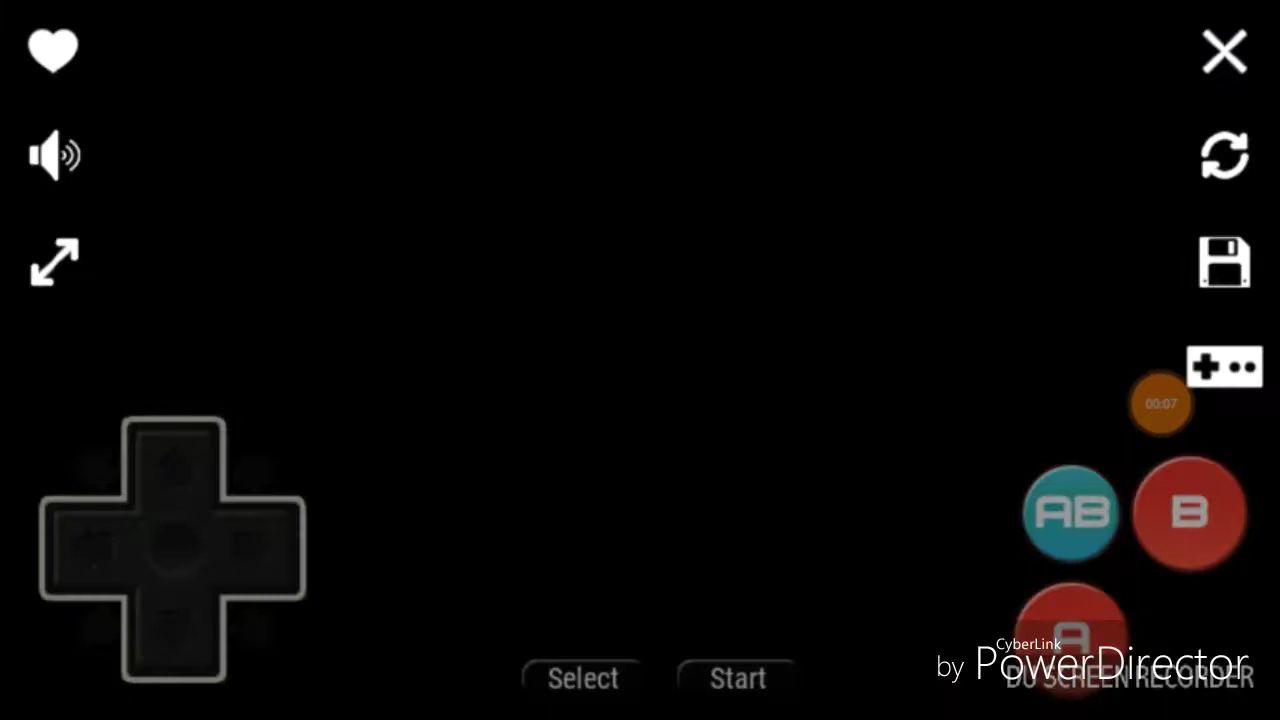 00:07
AB
B
A
Select
Start
CyberLink
by PowerDirector
DU SCREEN RECORDER